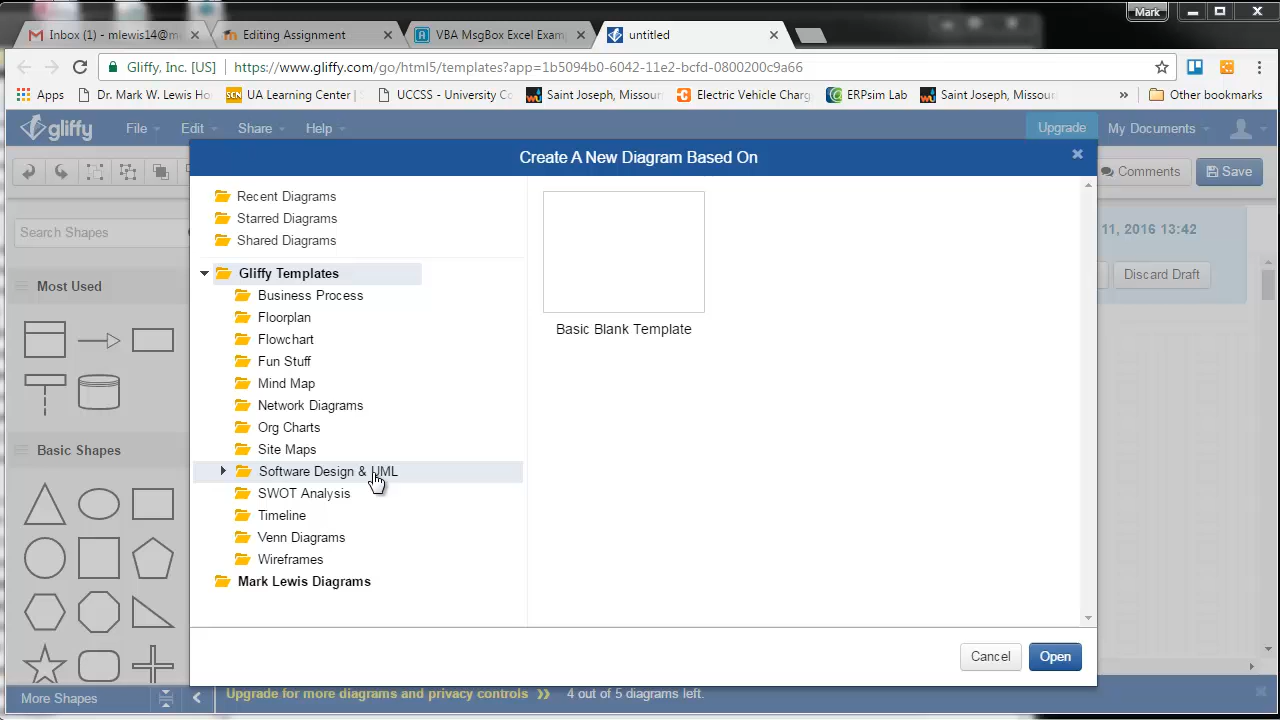 Mark
Inbox (1) - mlewis14@m
Editing Assignment
VBA MsgBox Excel Exam
untitled
Gliffy, Inc. [US]
https://www.gliffy.com/go/html5/templates?app=1b5094b0-6042-11e2-bcfd-0800200c9a66
Apps
Dr. Mark W. Lewis Ho
UA Learning Center |
UCCSS - University Co
Saint Joseph, Missour
Electric Vehicle Charg
ERPsim Lab
Saint Joseph, Missour
Other bookmarks
gliffy
File
Edit
Share
Help
Upgrade
My Documents
Create A New Diagram Based On
Comments
Save
Search Shapes
11, 2016 13:42
Discard Draft
Most Used
Basic Shapes
More Shapes
Recent Diagrams
Starred Diagrams
Shared Diagrams
Gliffy Templates
Business Process
Floorplan
Flowchart
Fun Stuff
Mind Map
Network Diagrams
Org Charts
Site Maps
Software Design & UML
SWOT Analysis
Timeline
Venn Diagrams
Wireframes
Mark Lewis Diagrams
Basic Blank Template
Cancel
Open
Upgrade for more diagrams and privacy controls
4 out of 5 diagrams left.